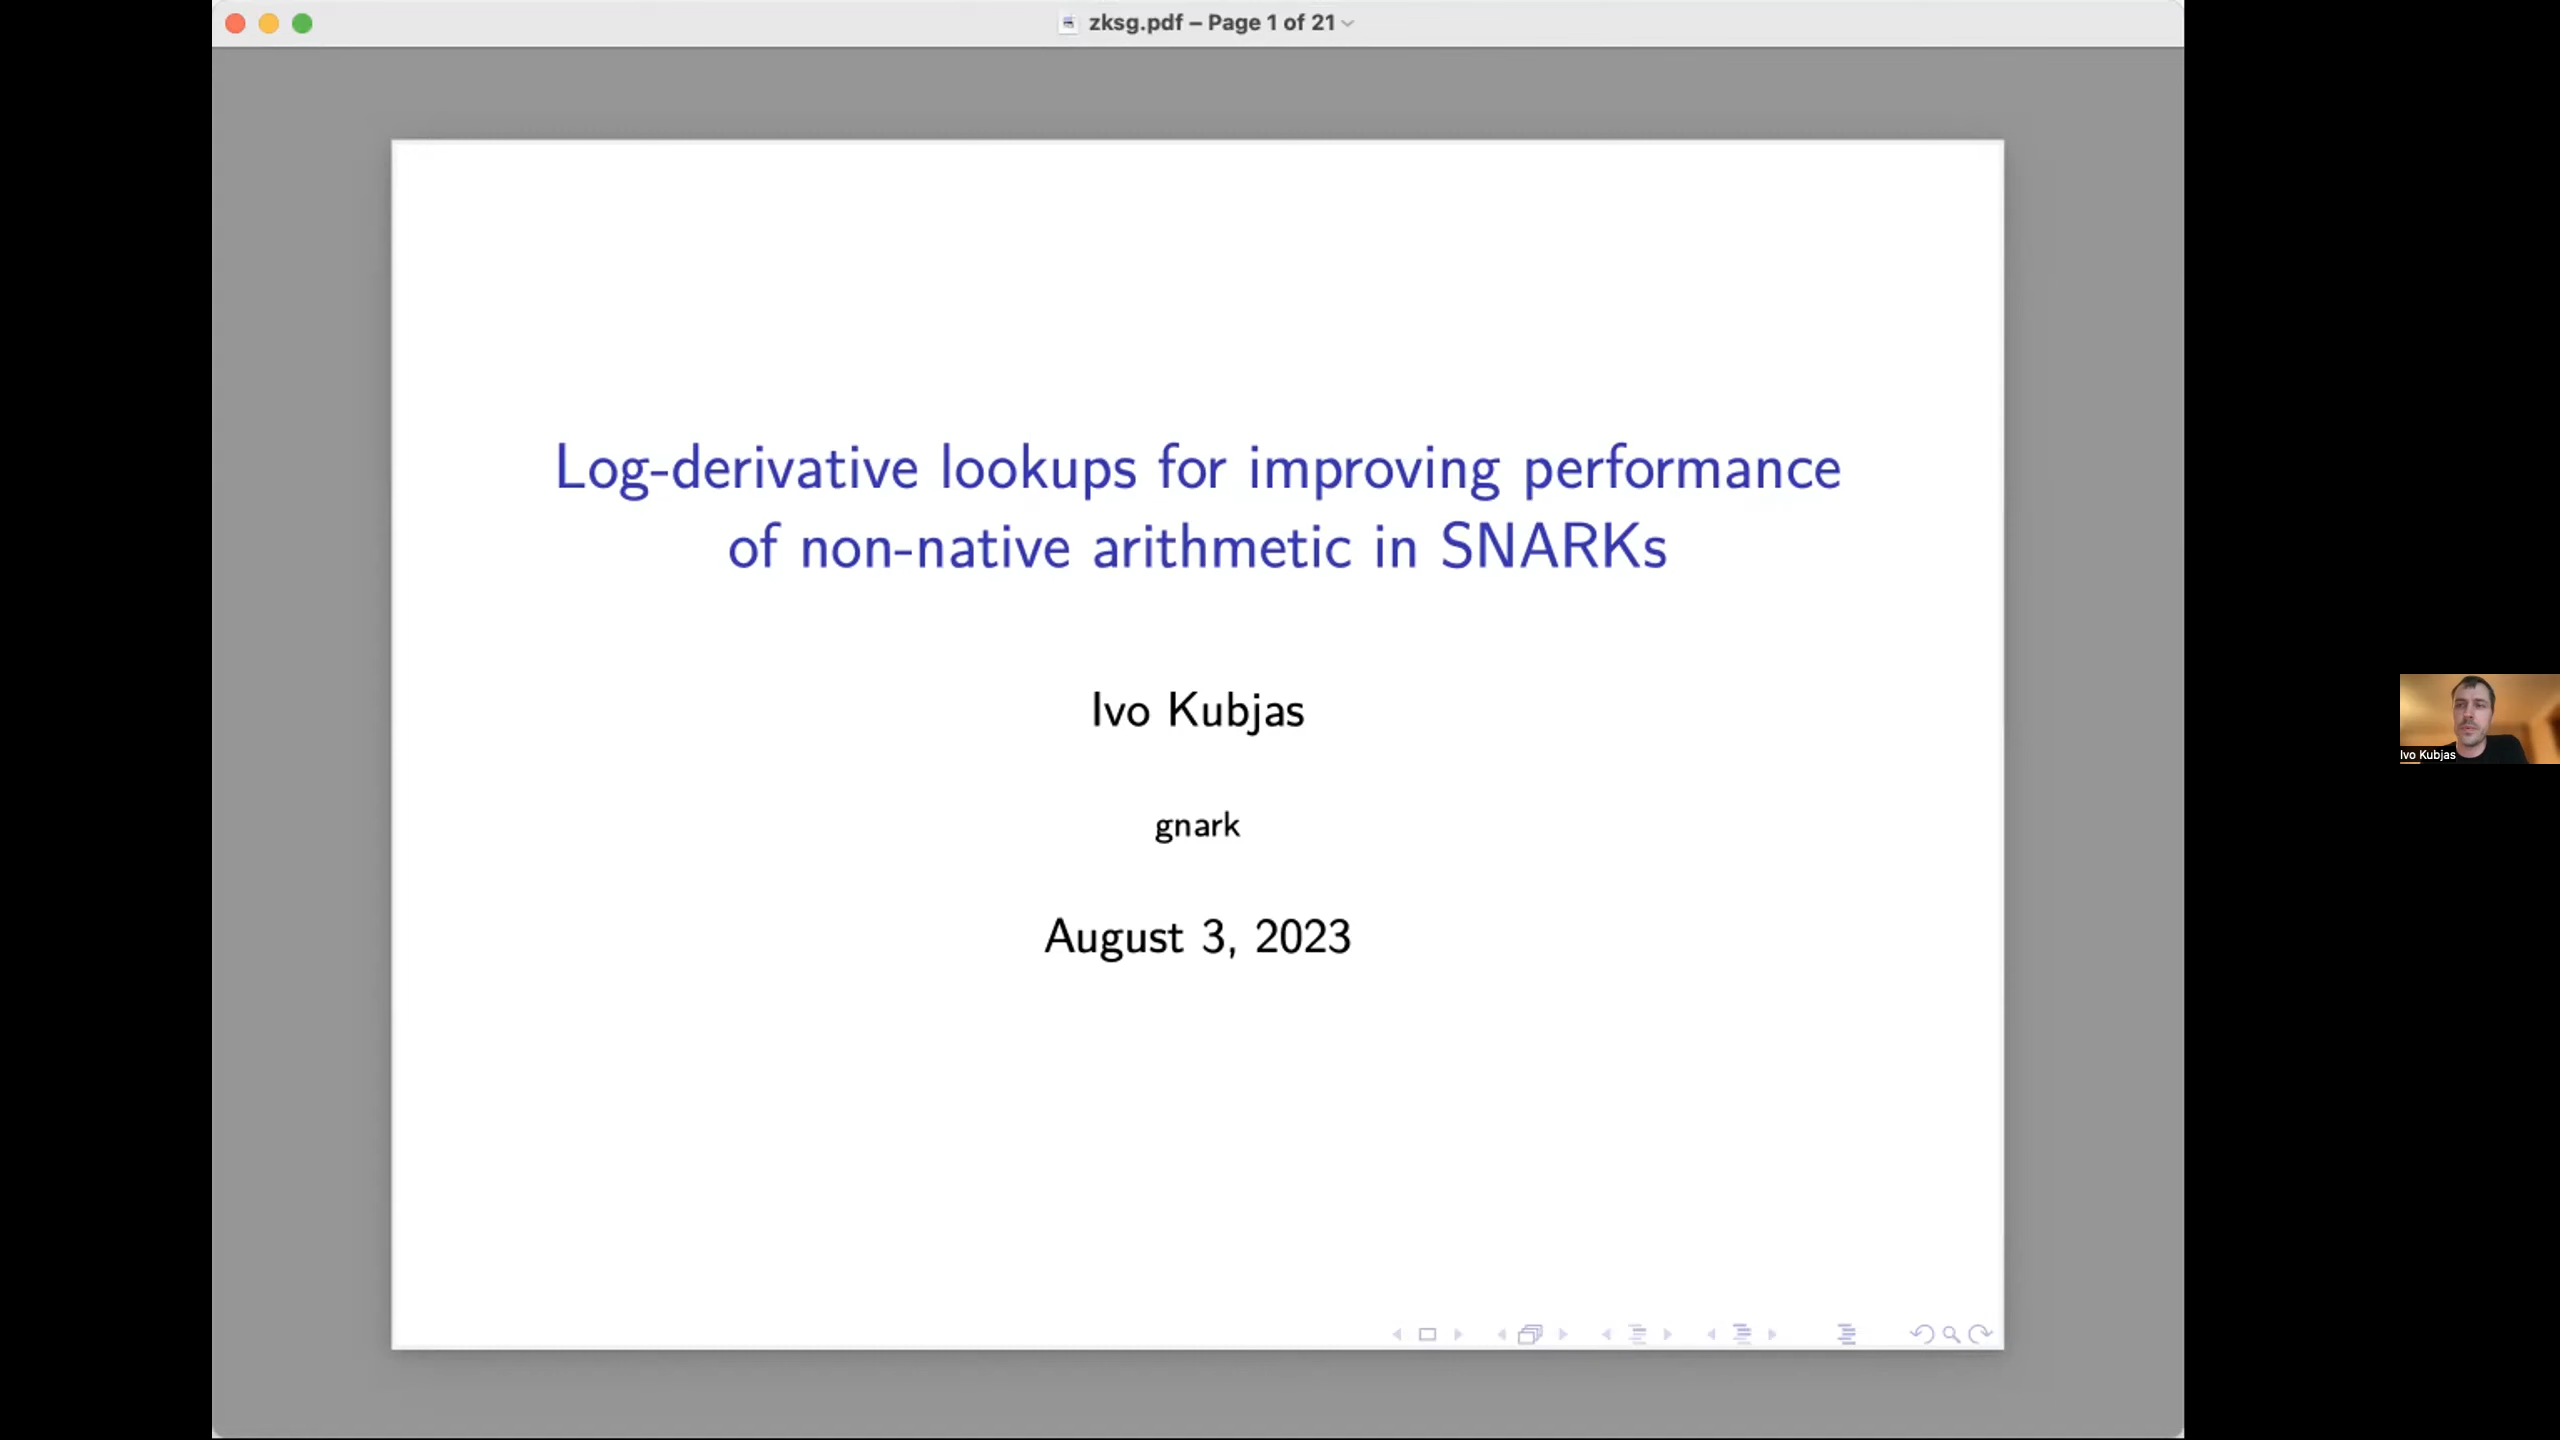 zksg.pdf – Page 1 of 21
Log-derivative lookups for improving performance
of non-native arithmetic in SNARKs
Ivo Kubjas
gnark
August 3, 2023
Ivo Kubjas